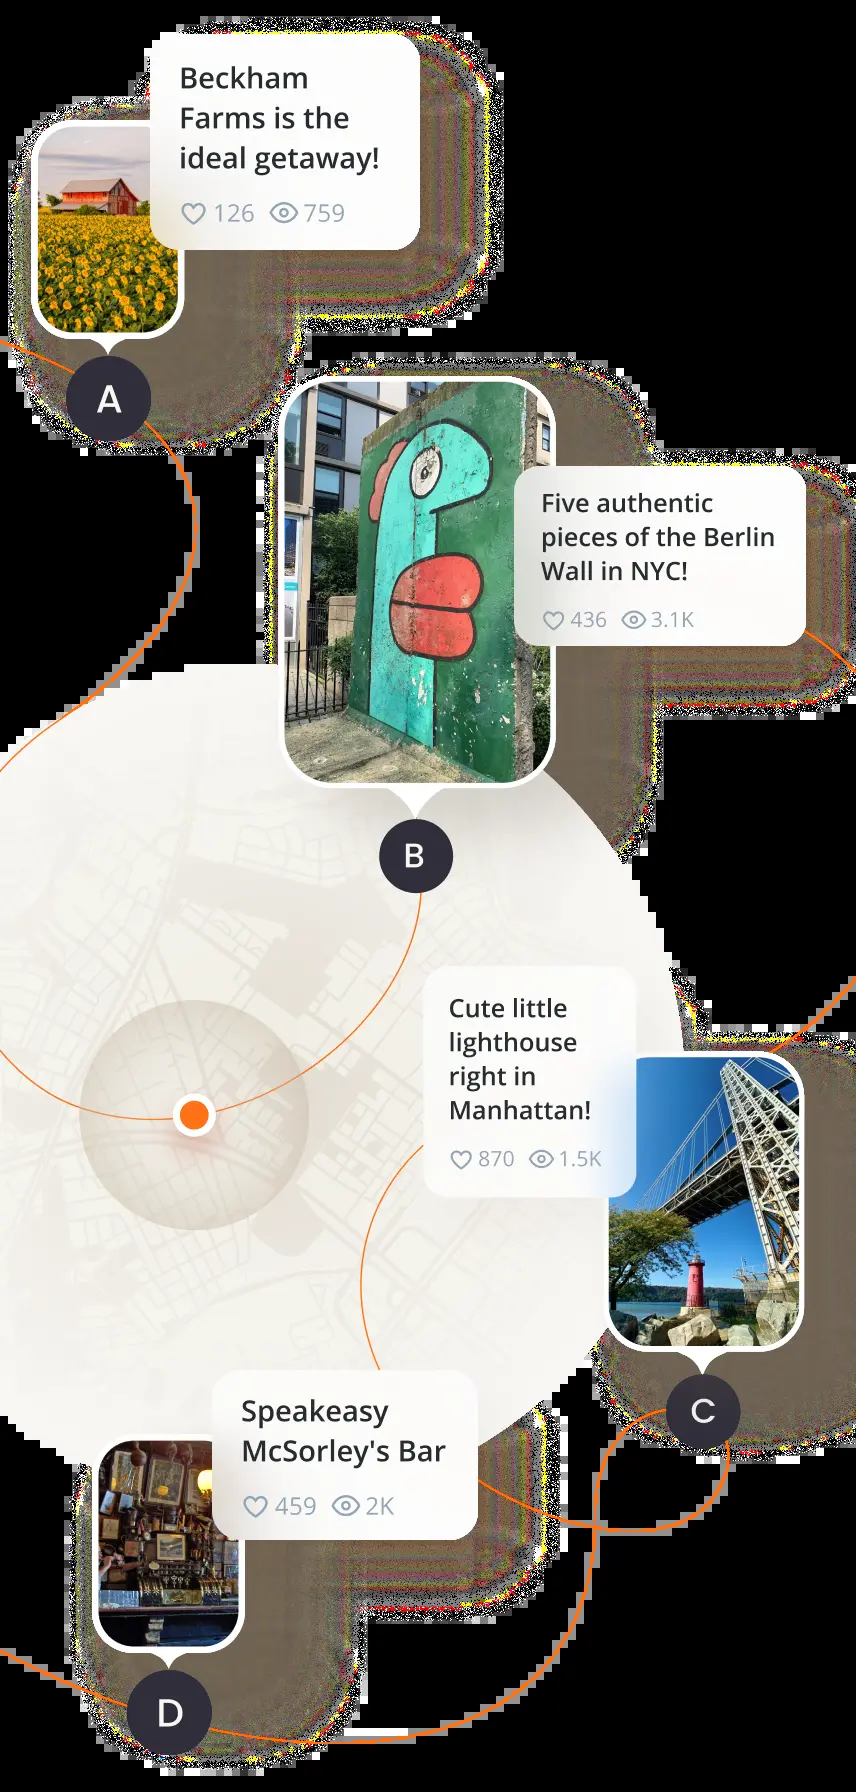 Beckham
Farms is the
ideal getaway!
126 759
A
Five authentic
pieces of the Berlin
Wall in NYC!
436 3.1K
B
Cute little
lighthouse
right in
Manhattan!
870 1.5K
C
Speakeasy
McSorley's Bar
459 2K
D